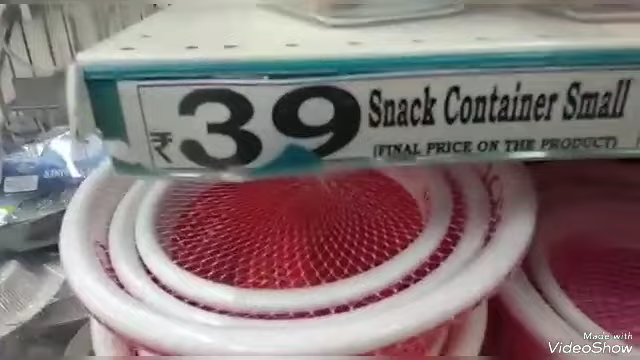 ₹39 Snack Container Small
(FINAL PRICE ON THE PRODUCT)
Made with
VideoShow